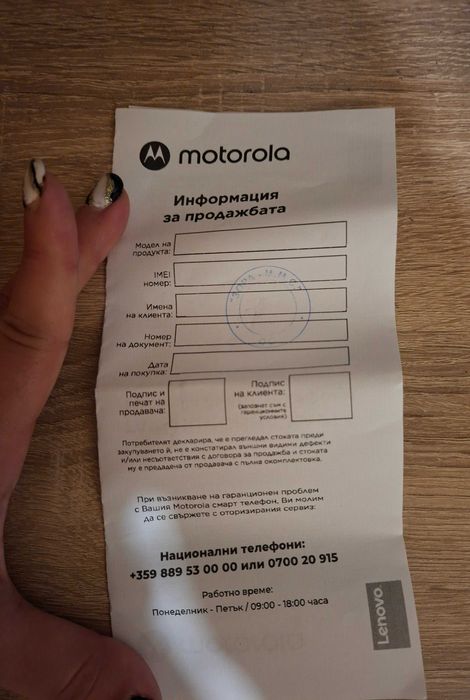 motorola
Информация
за продажбата
Модел на
продукта:
IMEI
номер:
Имена
на клиента:
Номер
на документ:
Дата
на покупка:
Подпис и
печат на
продавача:
Подпис
на клиента:
(запознат съм с
гаранционните
условия)
Потребителят декларира, че е прегледал стоката преди
закупуването ѝ, не е констатирал външни видими дефекти
и/или несъответствия с договора за продажба и стоката
му е предадена от продавача с пълна окомплектовка.
При възникване на гаранционен проблем
с Вашия Motorola смарт телефон, Ви молим
да се свържете с оторизирания сервиз:
Национални телефони:
+359 889 53 00 00 или 0700 20 915
Работно време:
Понеделник - Петък / 09:00 - 18:00 часа
Lenovo